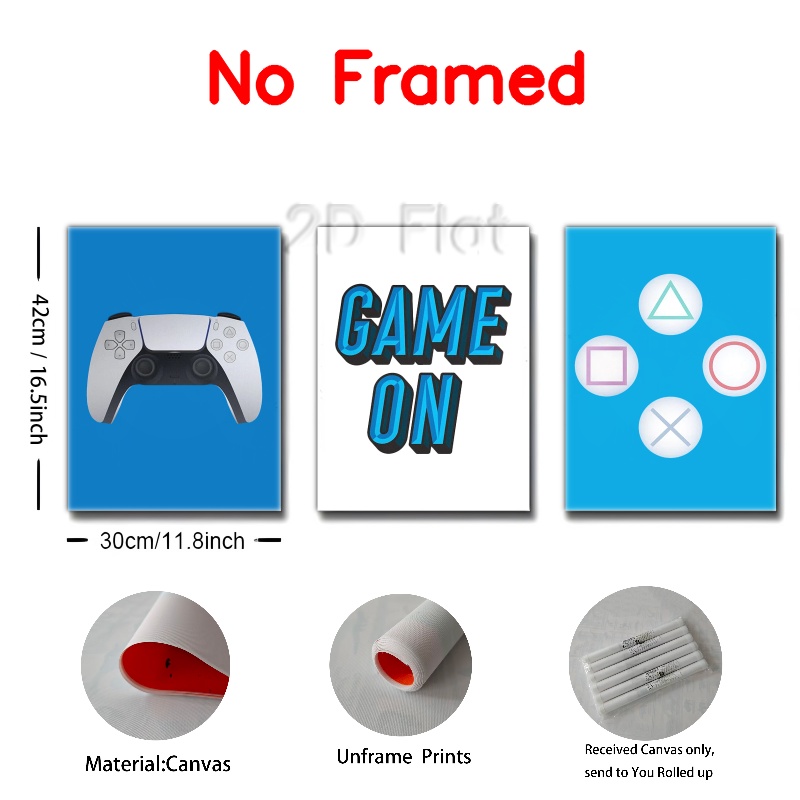 No Framed
2D Flat
42cm / 16.5inch
GAME
ON
30cm/11.8inch
Material:Canvas
Unframe Prints
Received Canvas only,
send to You Rolled up